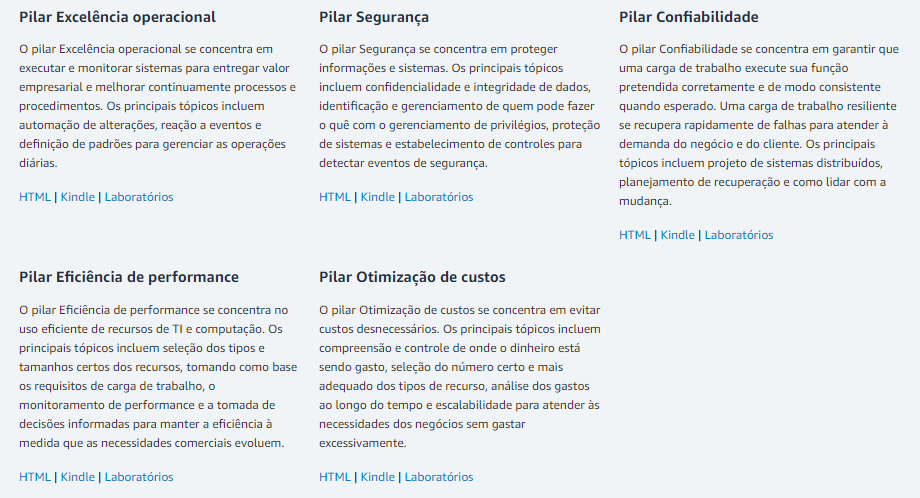 Pilar Excelência operacional
O pilar Excelência operacional se concentra em
executar e monitorar sistemas para entregar valor
empresarial e melhorar continuamente processos e
procedimentos. Os principais tópicos incluem
automação de alterações, reação a eventos e
definição de padrões para gerenciar as operações
diárias.
HTML | Kindle | Laboratórios
Pilar Segurança
O pilar Segurança se concentra em proteger
informações e sistemas. Os principais tópicos
incluem confidencialidade e integridade de dados,
identificação e gerenciamento de quem pode fazer
o quê com o gerenciamento de privilégios, proteção
de sistemas e estabelecimento de controles para
detectar eventos de segurança.
HTML | Kindle | Laboratórios
Pilar Confiabilidade
O pilar Confiabilidade se concentra em garantir que
uma carga de trabalho execute sua função
pretendida corretamente e de modo consistente
quando esperado. Uma carga de trabalho resiliente
se recupera rapidamente de falhas para atender à
demanda do negócio e do cliente. Os principais
tópicos incluem projeto de sistemas distribuídos,
planejamento de recuperação e como lidar com a
mudança.
HTML | Kindle | Laboratórios
Pilar Eficiência de performance
O pilar Eficiência de performance se concentra no
uso eficiente de recursos de TI e computação. Os
principais tópicos incluem seleção dos tipos e
tamanhos certos dos recursos, tomando como base
os requisitos de carga de trabalho, o
monitoramento de performance e a tomada de
decisões informadas para manter a eficiência à
medida que as necessidades comerciais evoluem.
HTML | Kindle | Laboratórios
Pilar Otimização de custos
O pilar Otimização de custos se concentra em evitar
custos desnecessários. Os principais tópicos incluem
compreensão e controle de onde o dinheiro está
sendo gasto, seleção do número certo e mais
adequado dos tipos de recurso, análise dos gastos
ao longo do tempo e escalabilidade para atender às
necessidades dos negócios sem gastar
excessivamente.
HTML | Kindle | Laboratórios